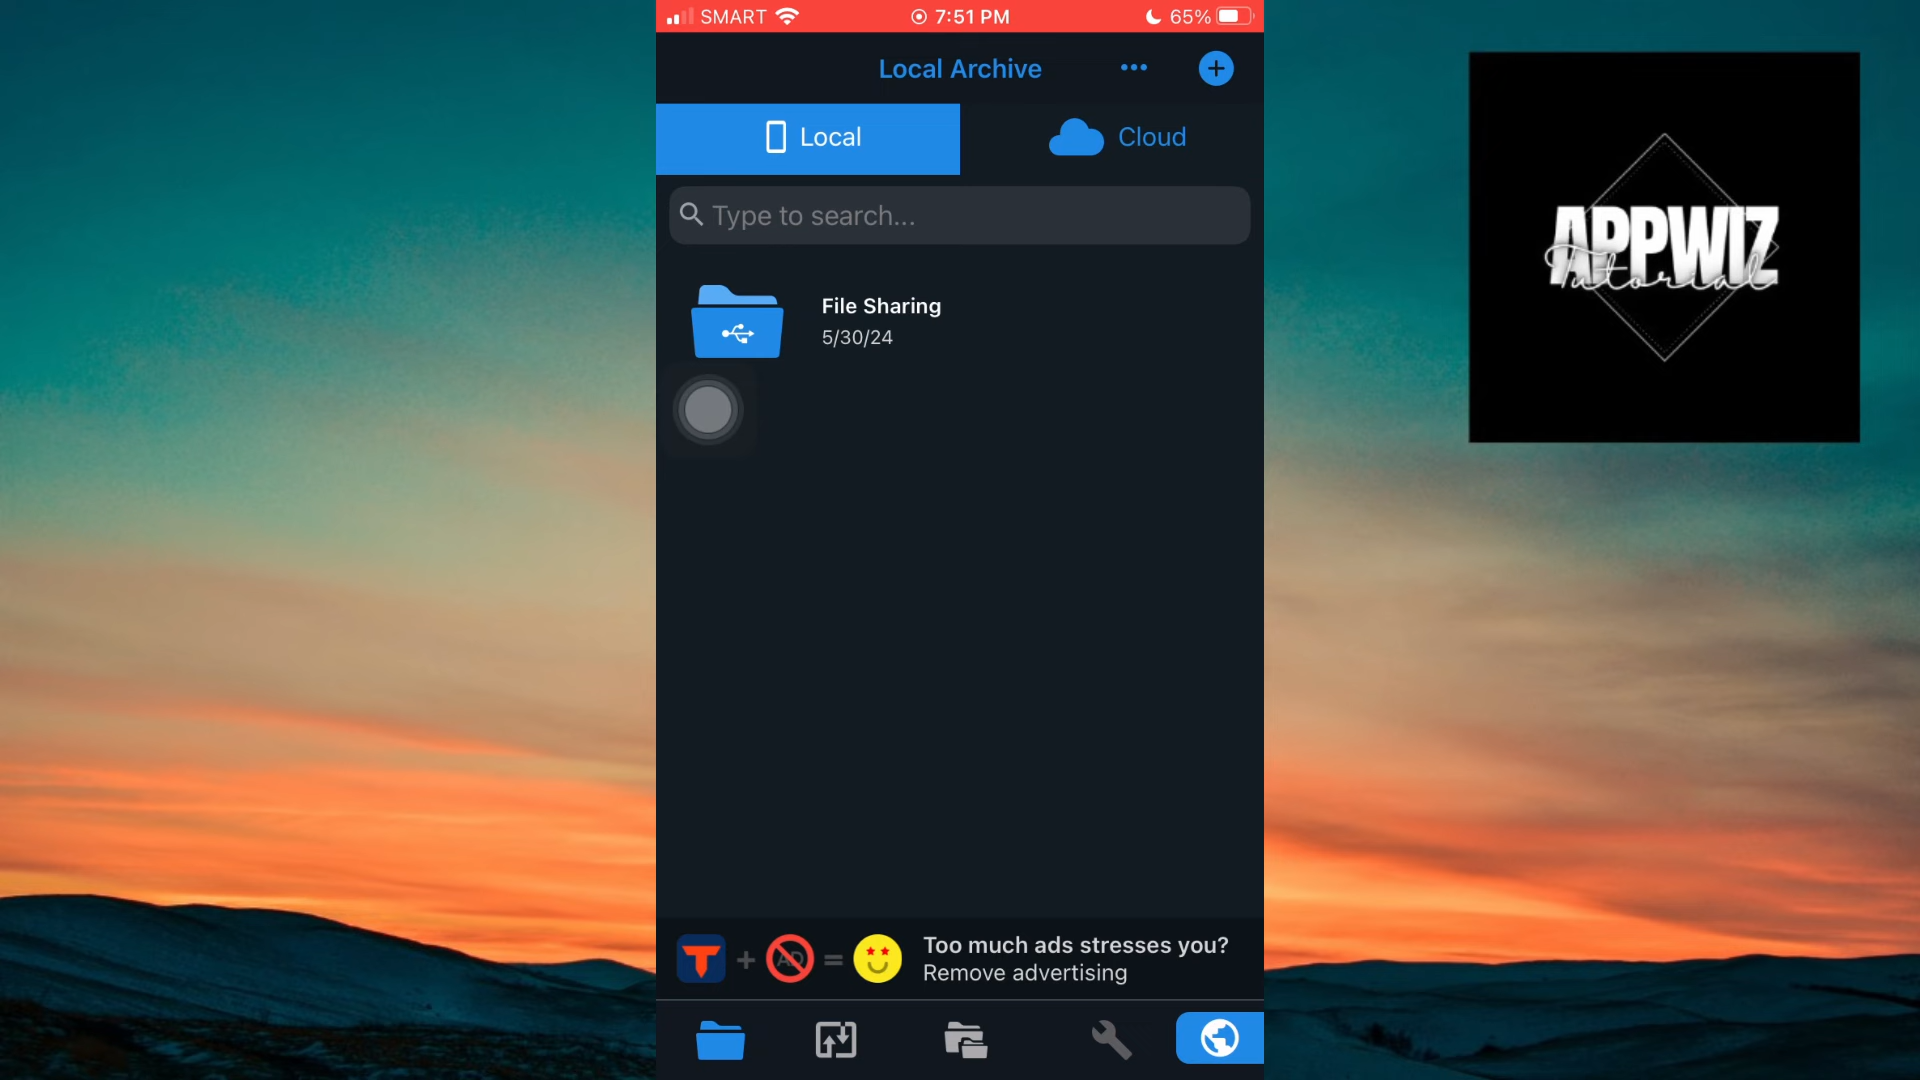 SMART 7:51 PM 65%
Local Archive
Local Cloud
Type to search...
File Sharing
5/30/24
AD
Too much ads stresses you?
Remove advertising
APPWIZ
Tutorial